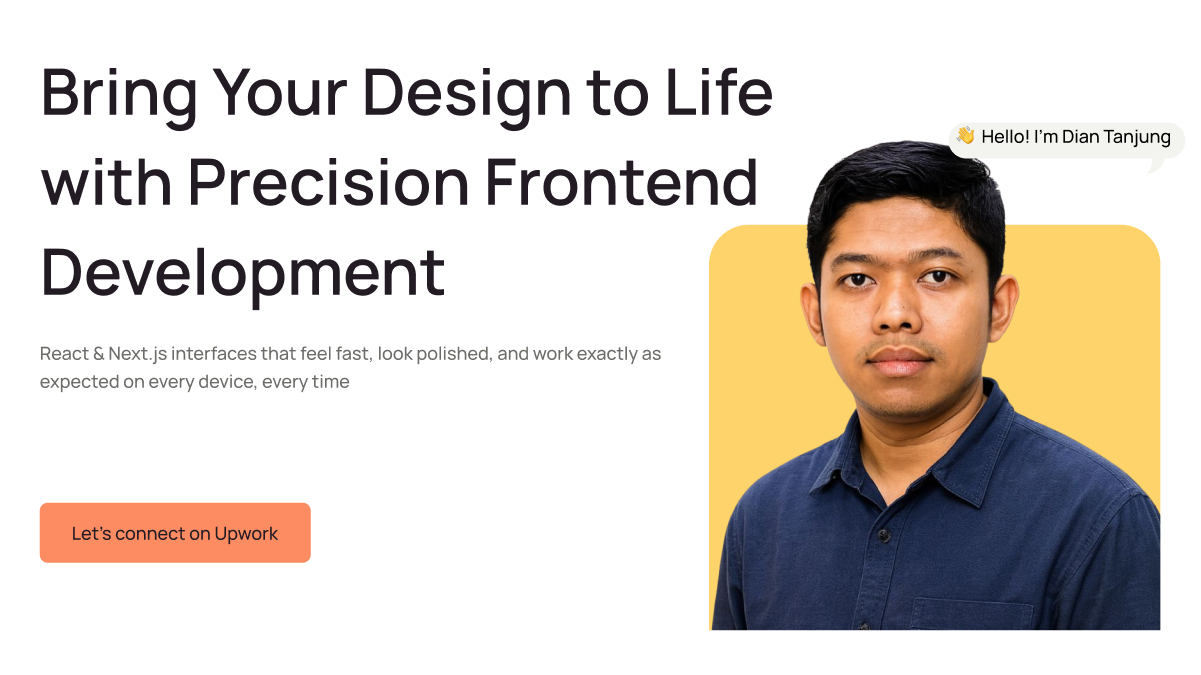 Bring Your Design to Life
with Precision Frontend
Development
👋 Hello! I'm Dian Tanjung
React & Next.js interfaces that feel fast, look polished, and work exactly as
expected on every device, every time
Let's connect on Upwork